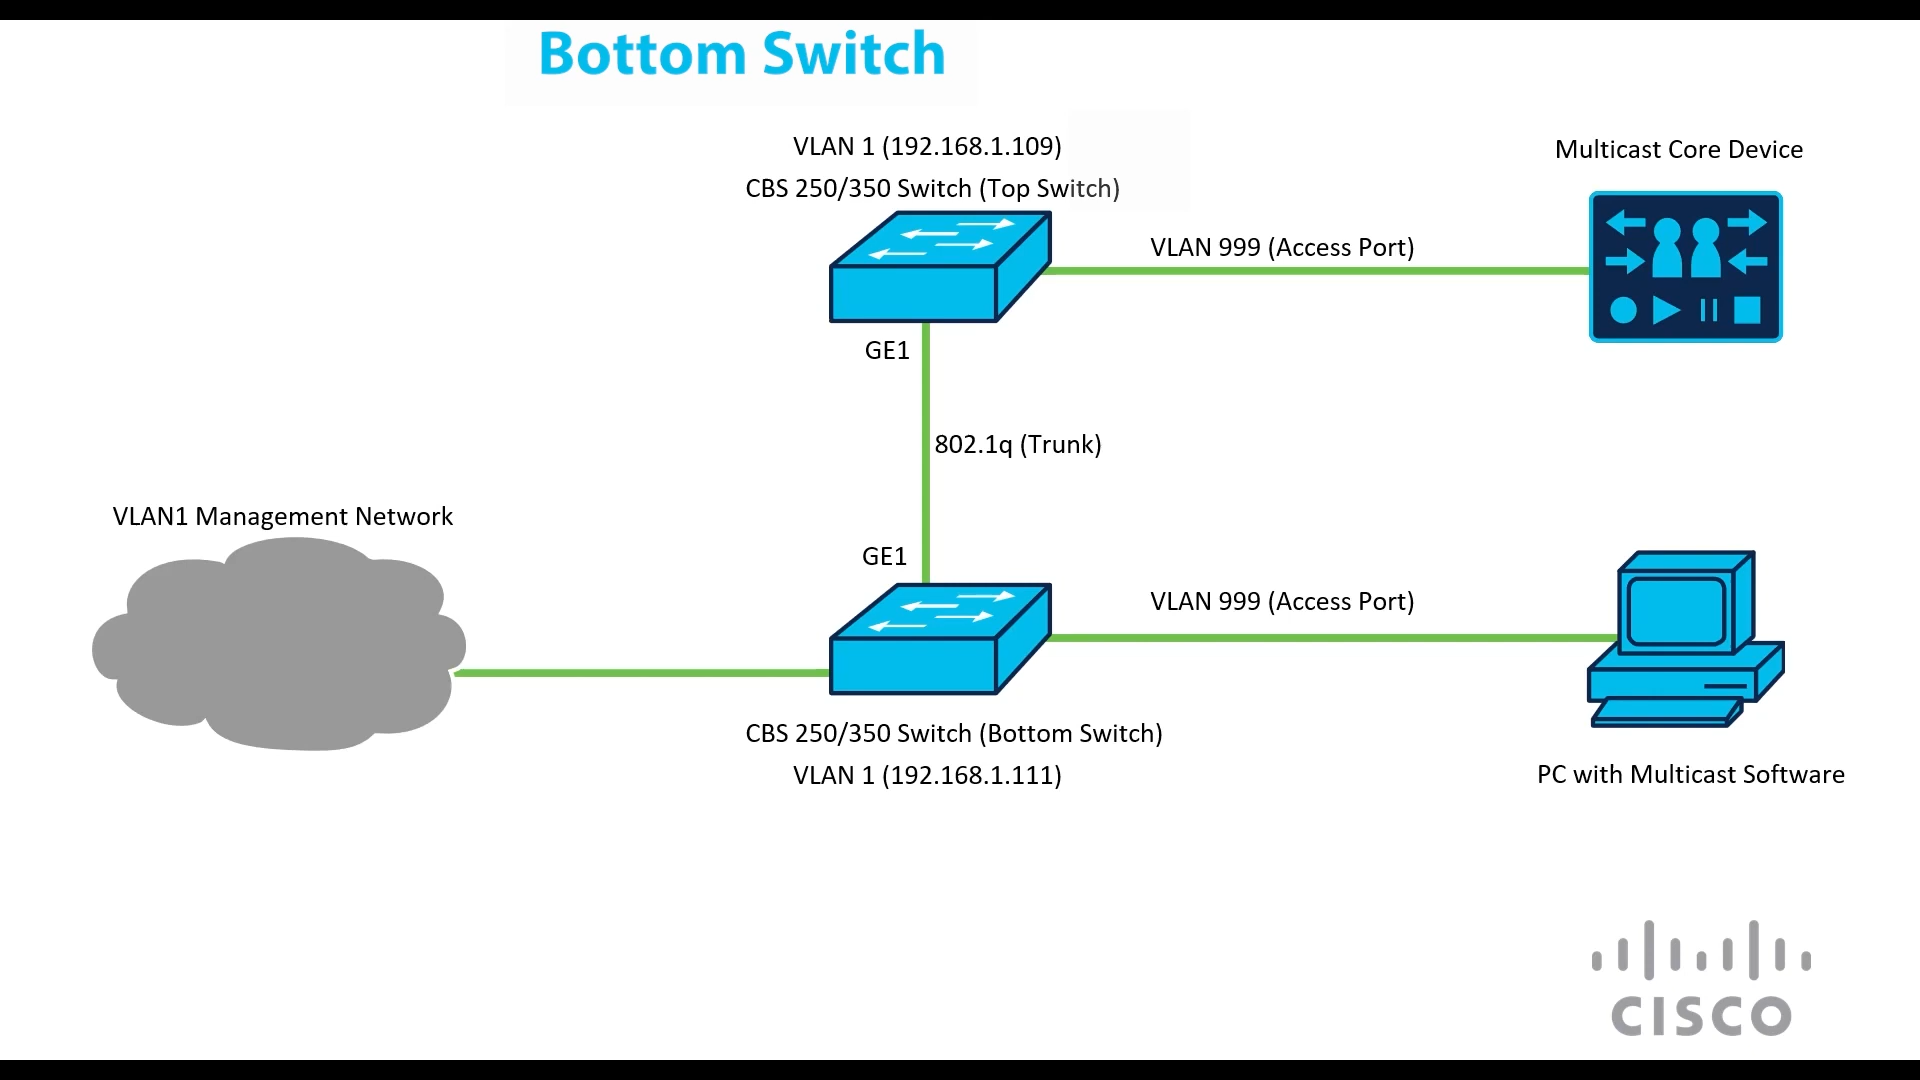 Bottom Switch
VLAN 1 (192.168.1.109)
CBS 250/350 Switch (Top Switch)
Multicast Core Device
VLAN 999 (Access Port)
GE1
802.1q (Trunk)
VLAN1 Management Network
GE1
VLAN 999 (Access Port)
CBS 250/350 Switch (Bottom Switch)
VLAN 1 (192.168.1.111)
PC with Multicast Software
CISCO